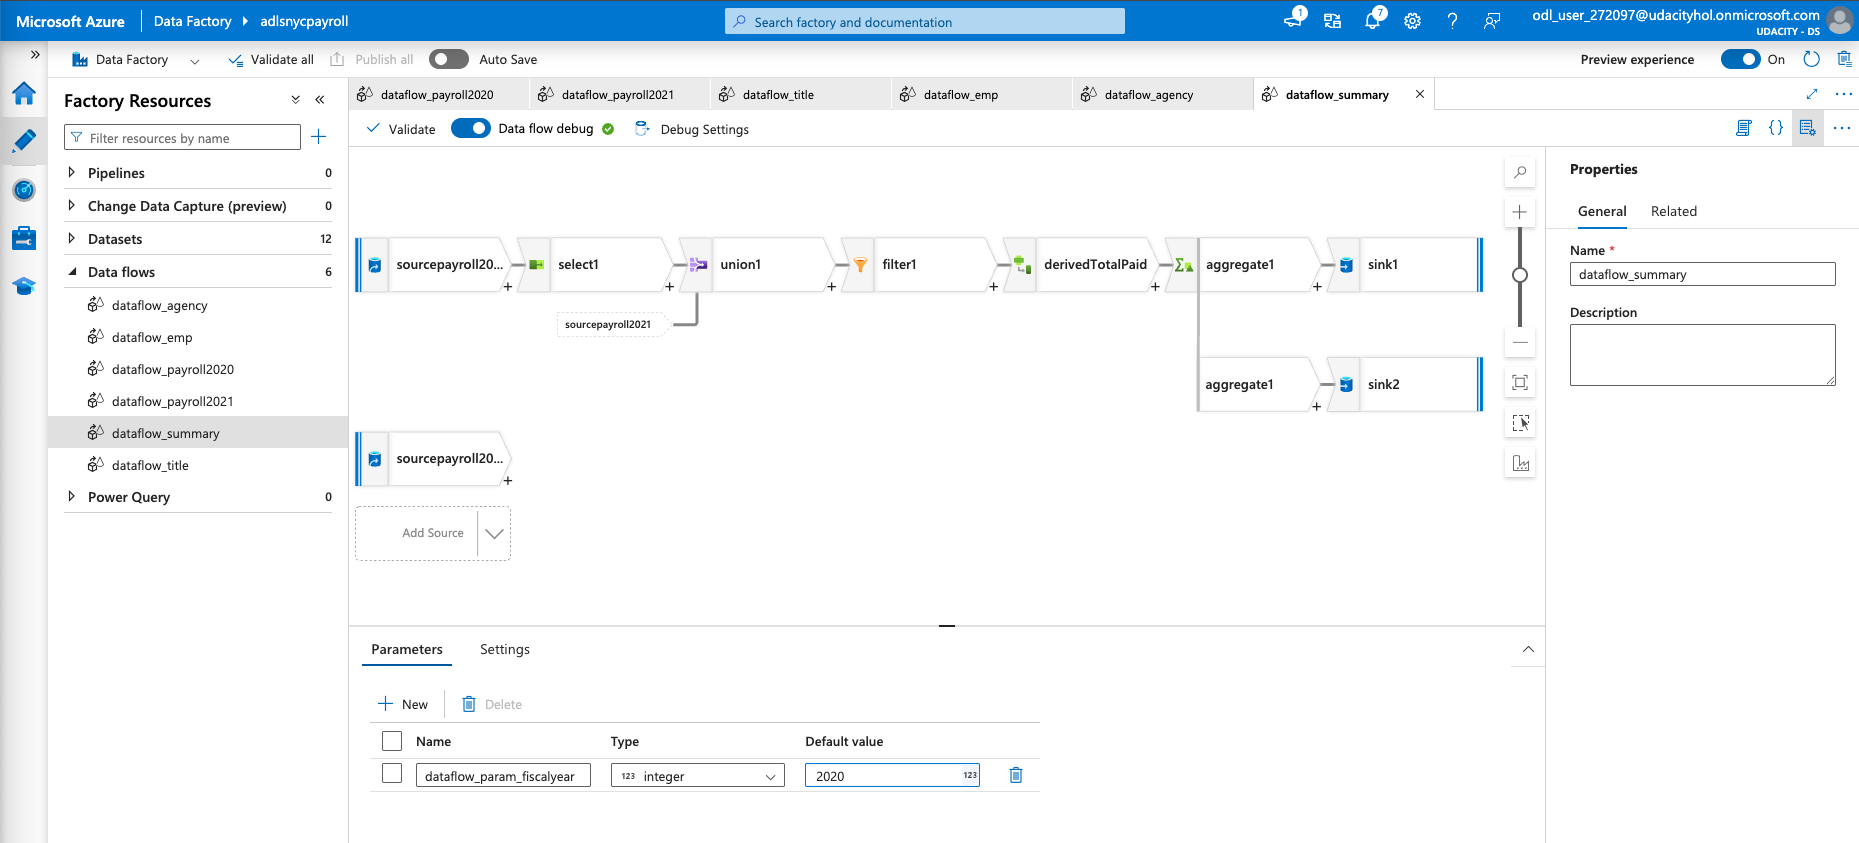 Microsoft Azure
Data Factory
adlsnycpayroll
Search factory and documentation
1
7
odl_user_272097@udacityhol.onmicrosoft.com
UDACITY - DS
Data Factory
Validate all
Publish all
Auto Save
Preview experience
On
Factory Resources
Filter resources by name
Pipelines 0
Change Data Capture (preview) 0
Datasets 12
Data flows 6
dataflow_agency
dataflow_emp
dataflow_payroll2020
dataflow_payroll2021
dataflow_summary
dataflow_title
Power Query 0
dataflow_payroll2020
dataflow_payroll2021
dataflow_title
dataflow_emp
dataflow_agency
dataflow_summary
Validate
Data flow debug
Debug Settings
sourcepayroll20...
select1
union1
filter1
derivedTotalPaid
aggregate1
sink1
sourcepayroll2021
aggregate1
sink2
sourcepayroll20...
Add Source
Parameters
Settings
New
Delete
Name Type Default value
dataflow_param_fiscalyear 123 integer 2020 123
Properties
General
Related
Name *
dataflow_summary
Description